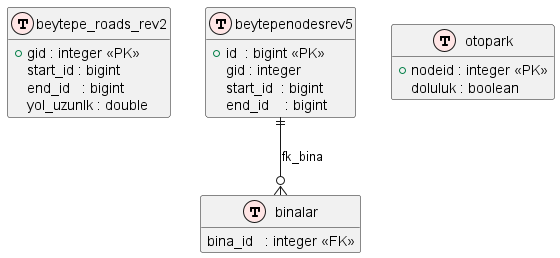 T beytepe_roads_rev2
gid : integer «PK»
start_id : bigint
end_id : bigint
yol_uzunlk : double
T beytepenodesrev5
id : bigint «PK»
gid : integer
start_id : bigint
end_id : bigint
T otopark
nodeid : integer «PK»
doluluk : boolean
fk_bina
T binalar
bina_id : integer «FK»